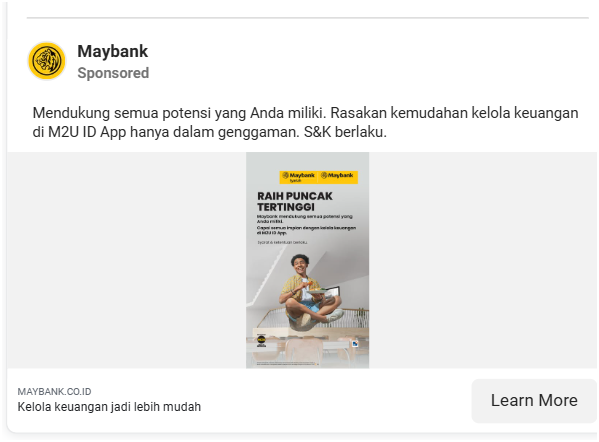 Maybank
Sponsored
Mendukung semua potensi yang Anda miliki. Rasakan kemudahan kelola keuangan
di M2U ID App hanya dalam genggaman. S&K berlaku.
Maybank Maybank
Syariah
RAIH PUNCAK
TERTINGGI
Maybank mendukung semua potensi yang
Anda miliki.
Capai semua impian dengan kelola keuangan
di M2U ID App.
MAYBANK.CO.ID
Kelola keuangan jadi lebih mudah
Learn More